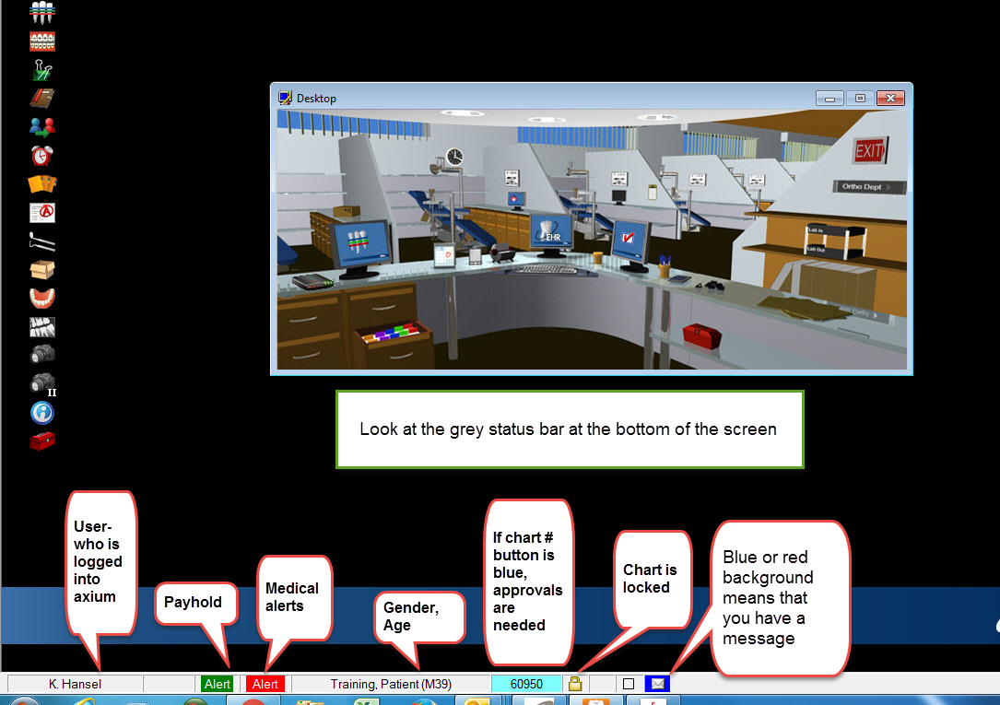 Desktop
EXIT
Ortho Dept
Lab In
EHR
Lab Out
II
Look at the grey status bar at the bottom of the screen
User-
who is
logged
into
axium
Payhold
Medical
alerts
Gender,
Age
If chart #
button is
blue,
approvals
are
needed
Chart is
locked
Blue or red
background
means that
you have a
message
K. Hansel
Alert
Alert
Training, Patient (M39)
60950